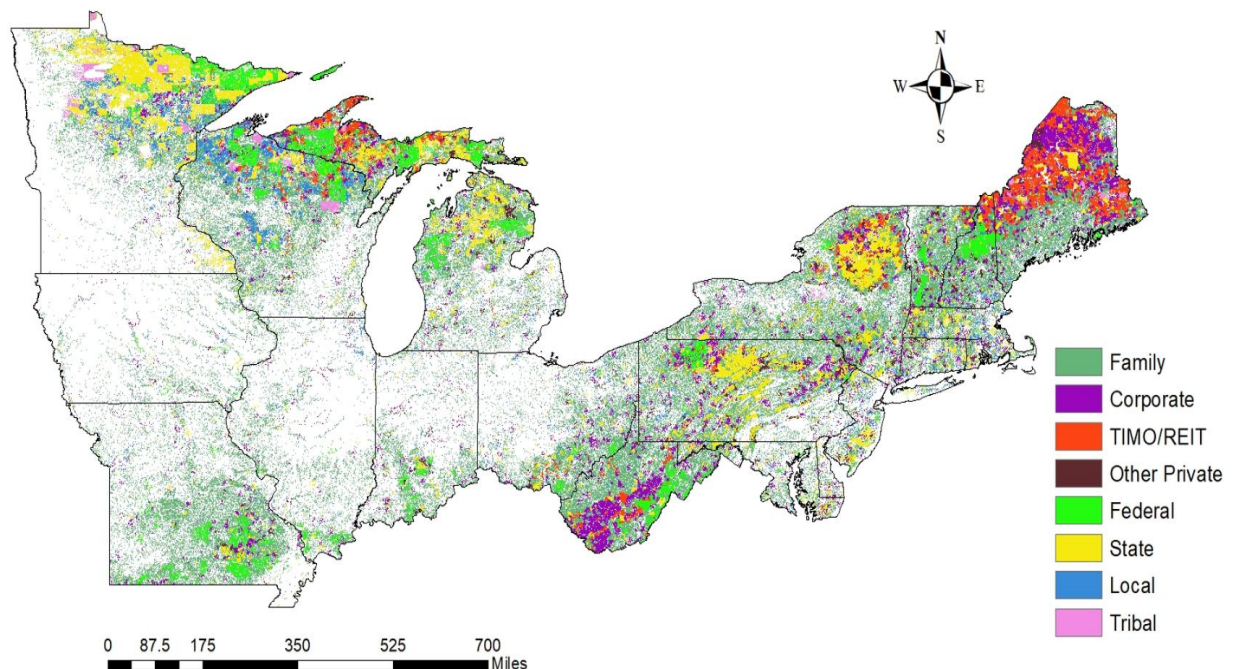 N
W E
S
Family
Corporate
TIMO/REIT
Other Private
Federal
State
Local
Tribal
0 87.5 175 350 525 700
Miles